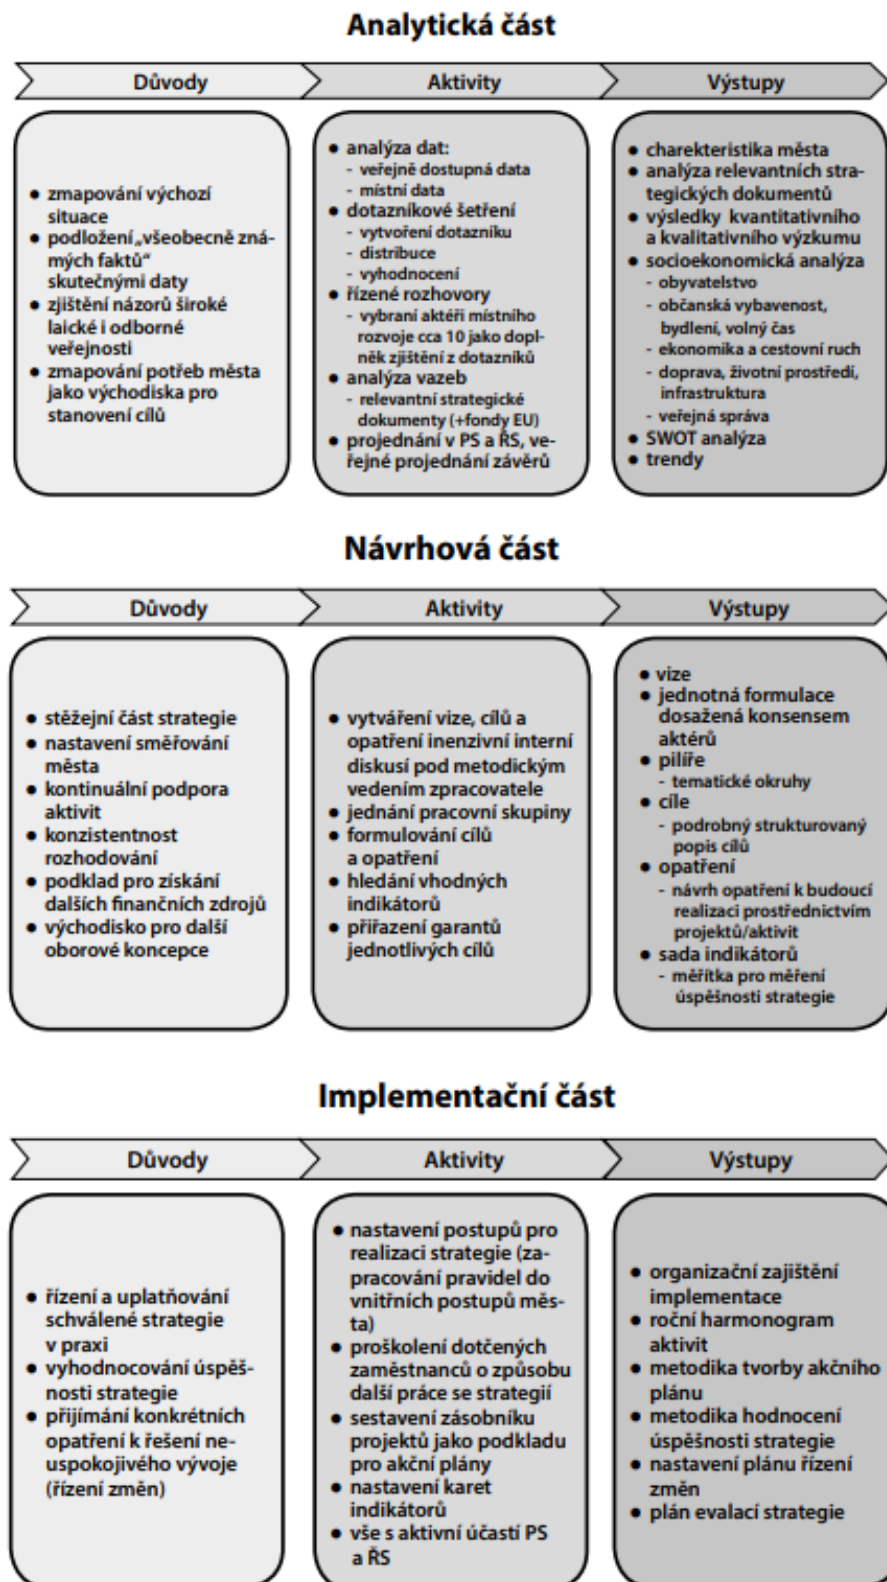 Analytická část
Důvody
Aktivity
Výstupy
● zmapování výchozí
situace
● podložení „všeobecně zná-
mých faktů“
skutečnými daty
● zjištění názorů široké
laické i odborné
veřejnosti
● zmapování potřeb města
jako východiska pro
stanovení cílů
● analýza dat:
- veřejně dostupná data
- místní data
● dotazníkové šetření
- vytvoření dotazníku
- distribuce
- vyhodnocení
● řízené rozhovory
- vybraní aktéři místního
rozvoje cca 10 jako dopl-
něk zjištění z dotazníků
● analýza vazeb
- relevantní strategické
dokumenty (+fondy EU)
● projednání v PS a ŘS, ve-
řejné projednání závěrů
● charekteristika města
● analýza relevantních stra-
tegických dokumentů
● výsledky kvantitativního
a kvalitativního výzkumu
● socioekonomická analýza
- obyvatelstvo
- občanská vybavenost,
bydlení, volný čas
- ekonomika a cestovní ruch
- doprava, životní prostředí,
infrastruktura
- veřejná správa
● SWOT analýza
● trendy
Návrhová část
Důvody
Aktivity
Výstupy
● stěžejní část strategie
● nastavení směřování
města
● kontinuální podpora
aktivit
● konzistentnost
rozhodování
● podklad pro získání
dalších finančních zdrojů
● východisko pro další
oborové koncepce
● vytváření vize, cílů a
opatření inenzivní interní
diskusí pod metodickým
vedením zpracovatele
● jednání pracovní skupiny
● formulování cílů
a opatření
● hledání vhodných
indikátorů
● přiřazení garantů
jednotlivých cílů
● vize
● jednotná formulace
dosažená konsensem
aktérů
● pilíře
- tematické okruhy
● cíle
- podrobný strukturovaný
popis cílů
● opatření
- návrh opatření k budoucí
realizaci prostřednictvím
projektů/aktivit
● sada indikátorů
- měřítka pro měření
úspěšnosti strategie
Implementační část
Důvody
Aktivity
Výstupy
● řízení a uplatňování
schválené strategie
v praxi
● vyhodnocování úspěš-
nosti strategie
● přijímání konkrétních
opatření k řešení ne-
uspokojivého vývoje
(řízení změn)
● nastavení postupů pro
realizaci strategie (za-
pracování pravidel do
vnitřních postupů měs-
ta)
● proškolení dotčených
zaměstnanců o způsobu
další práce se strategií
● sestavení zásobníku
projektů jako podkladu
pro akční plány
● nastavení karet
indikátorů
● vše s aktivní účastí PS
a ŘS
● organizační zajištění
implementace
● roční harmonogram
aktivit
● metodika tvorby akčního
plánu
● metodika hodnocení
úspěšnosti strategie
● nastavení plánu řízení
změn
● plán evalací strategie